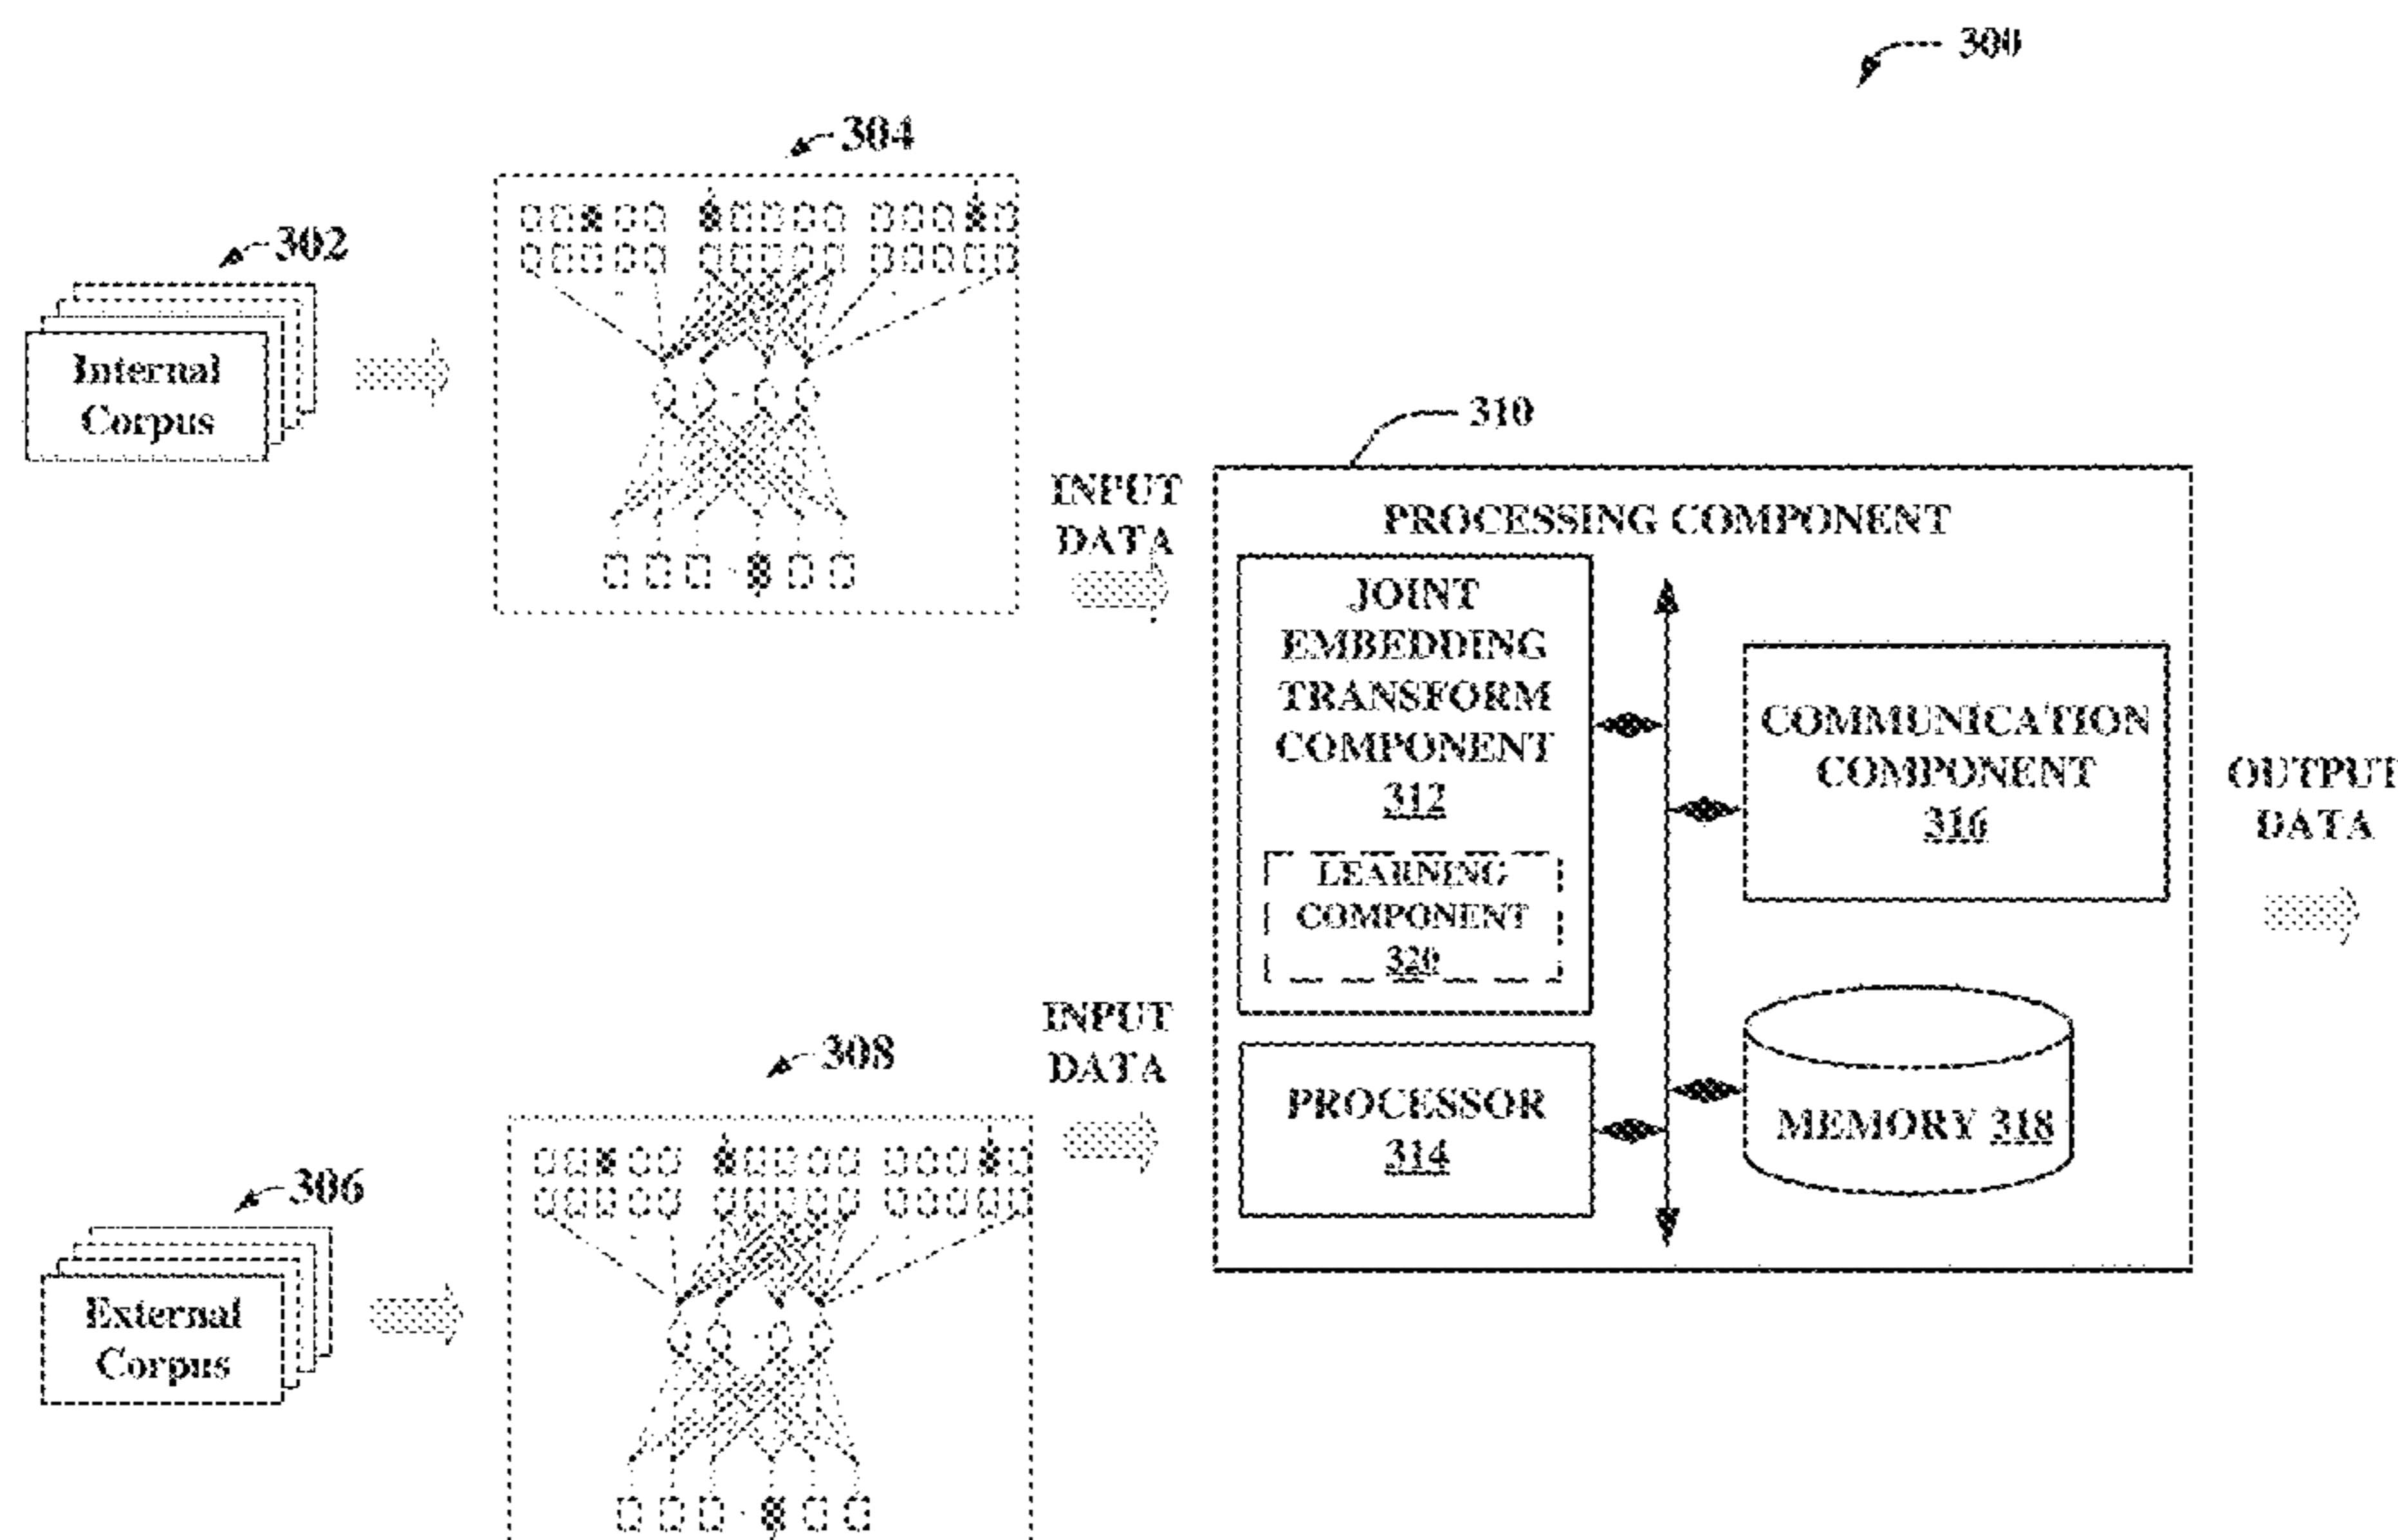 300
304
302
Internal
Corpus
310
INPUT
DATA
PROCESSING COMPONENT
JOINT
EMBEDDING
TRANSFORM
COMPONENT
312
LEARNING
COMPONENT
320
COMMUNICATION
COMPONENT
316
OUTPUT
DATA
INPUT
DATA
308
PROCESSOR
314
MEMORY 318
306
External
Corpus